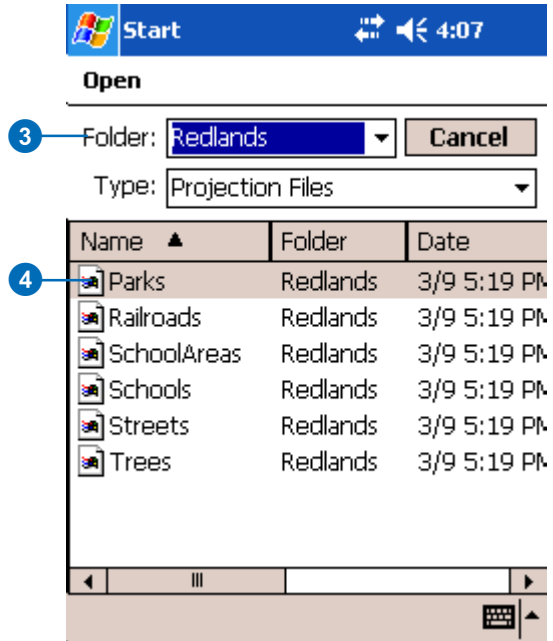 Start 4:07
Open
3 Folder: Redlands Cancel
Type: Projection Files
Name Folder Date
4 Parks Redlands 3/9 5:19 PM
Railroads Redlands 3/9 5:19 PM
SchoolAreas Redlands 3/9 5:19 PM
Schools Redlands 3/9 5:19 PM
Streets Redlands 3/9 5:19 PM
Trees Redlands 3/9 5:19 PM